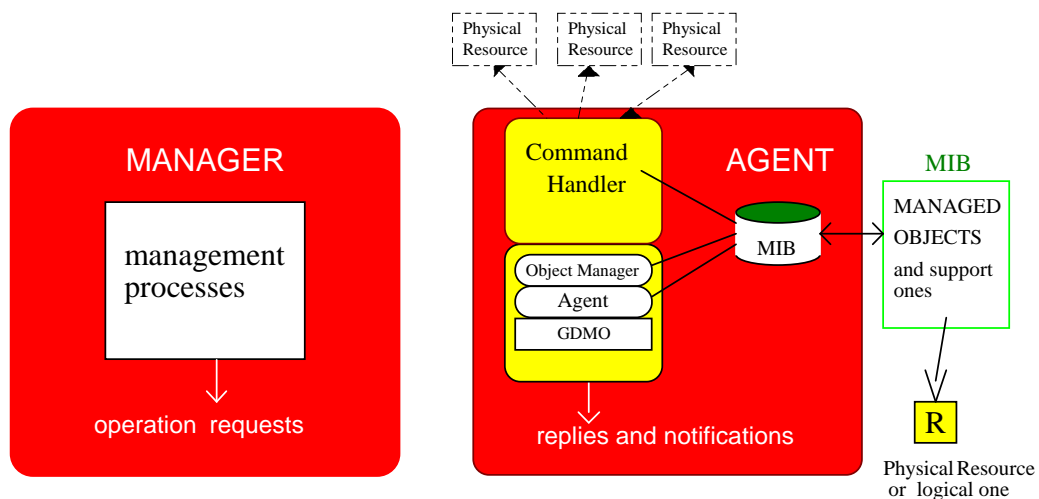 Physical
Resource
Physical
Resource
Physical
Resource
MANAGER
management
processes
operation requests
AGENT
Command
Handler
Object Manager
Agent
GDMO
MIB
replies and notifications
MIB
MANAGED
OBJECTS
and support
ones
R
Physical Resource
or logical one